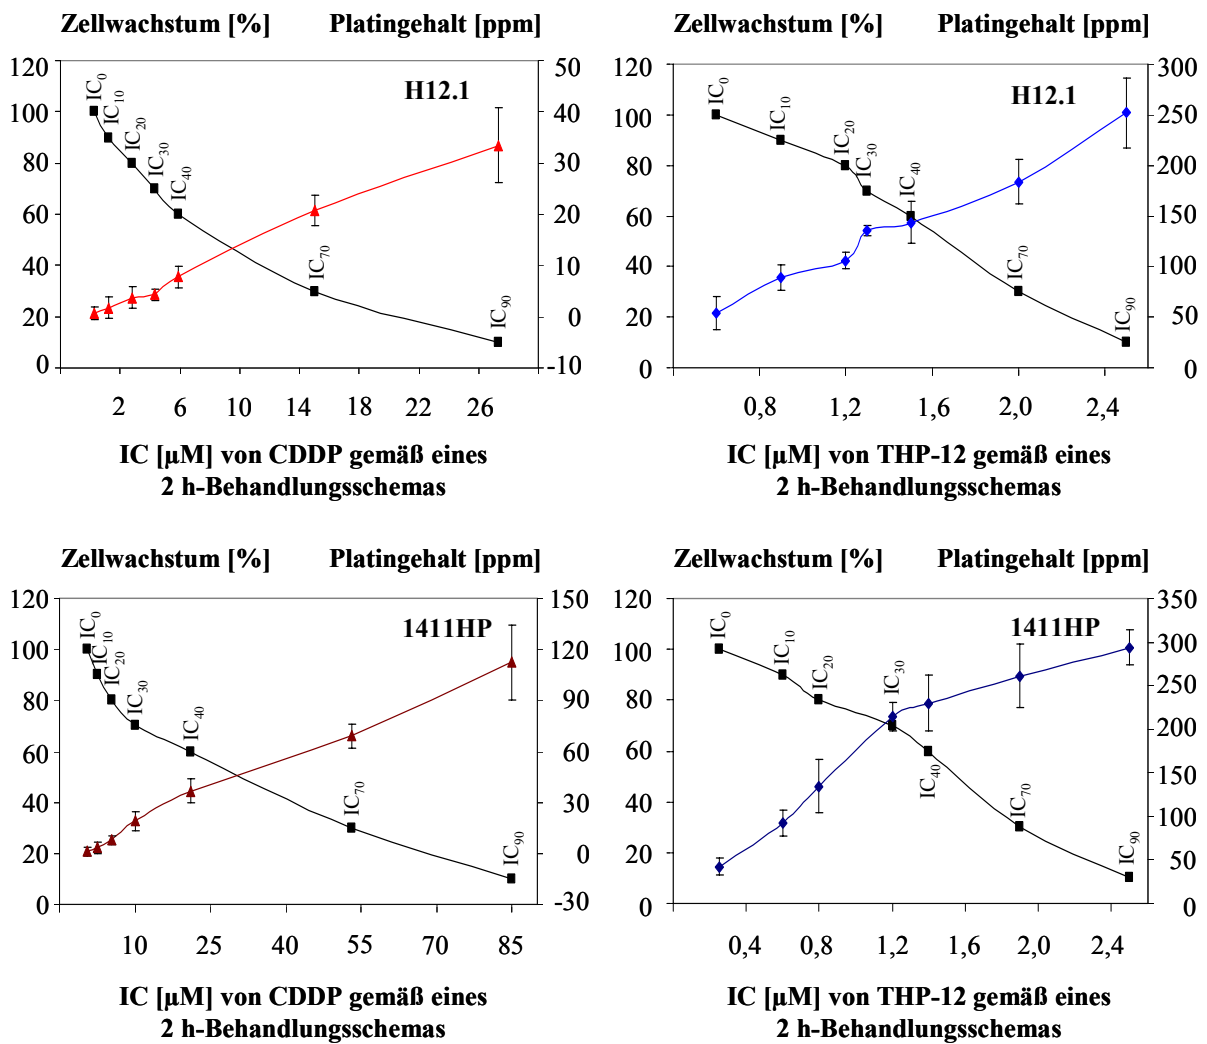 Zellwachstum [%] Platingehalt [ppm]
H12.1
120 100 80 60 40 20 0
50 40 30 20 10 0 -10
IC0 IC10 IC20 IC30 IC40 IC70 IC90
2 6 10 14 18 22 26
IC [µM] von CDDP gemäß eines
2 h-Behandlungsschemas
Zellwachstum [%] Platingehalt [ppm]
H12.1
120 100 80 60 40 20 0
300 250 200 150 100 50 0
IC0 IC10 IC20 IC30 IC40 IC70 IC90
0,8 1,2 1,6 2,0 2,4
IC [µM] von THP-12 gemäß eines
2 h-Behandlungsschemas
Zellwachstum [%] Platingehalt [ppm]
1411HP
120 100 80 60 40 20 0
150 120 90 60 30 0 -30
IC0 IC10 IC20 IC30 IC40 IC70 IC90
10 25 40 55 70 85
IC [µM] von CDDP gemäß eines
2 h-Behandlungsschemas
Zellwachstum [%] Platingehalt [ppm]
1411HP
120 100 80 60 40 20 0
350 300 250 200 150 100 50 0
IC0 IC10 IC20 IC30 IC40 IC70 IC90
0,4 0,8 1,2 1,6 2,0 2,4
IC [µM] von THP-12 gemäß eines
2 h-Behandlungsschemas